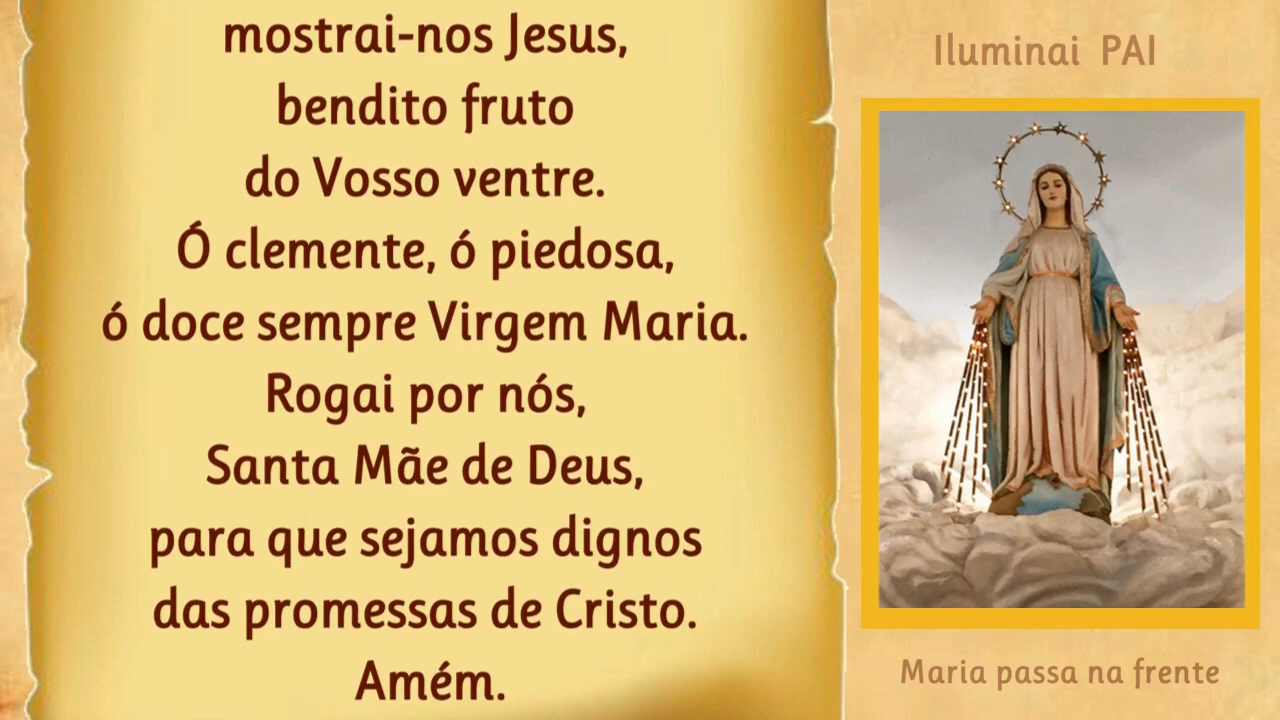 mostrai-nos Jesus,
bendito fruto
do Vosso ventre.
Ó clemente, ó piedosa,
ó doce sempre Virgem Maria.
Rogai por nós,
Santa Mãe de Deus,
para que sejamos dignos
das promessas de Cristo.
Amém.
Iluminai PAI
Maria passa na frente